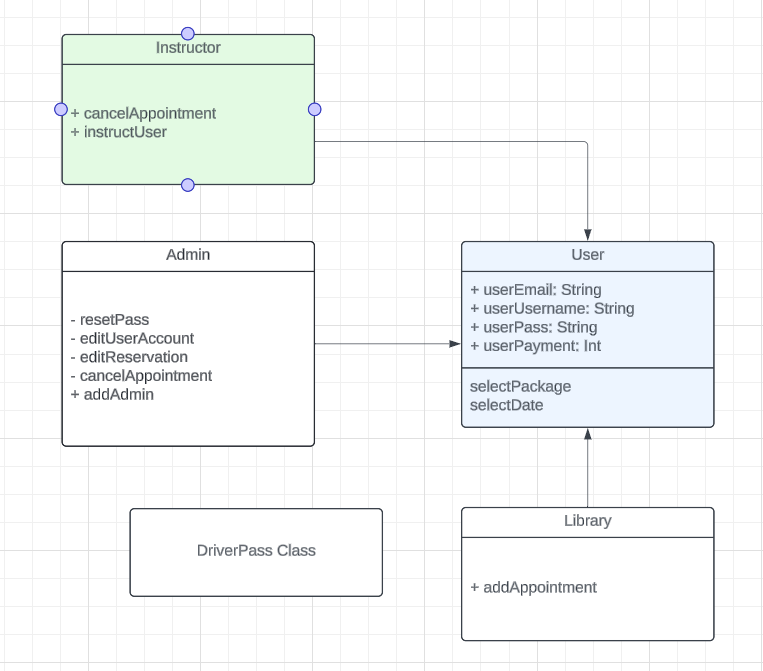 Instructor
+ cancelAppointment
+ instructUser
Admin
- resetPass
- editUserAccount
- editReservation
- cancelAppointment
+ addAdmin
User
+ userEmail: String
+ userUsername: String
+ userPass: String
+ userPayment: Int
selectPackage
selectDate
DriverPass Class
Library
+ addAppointment